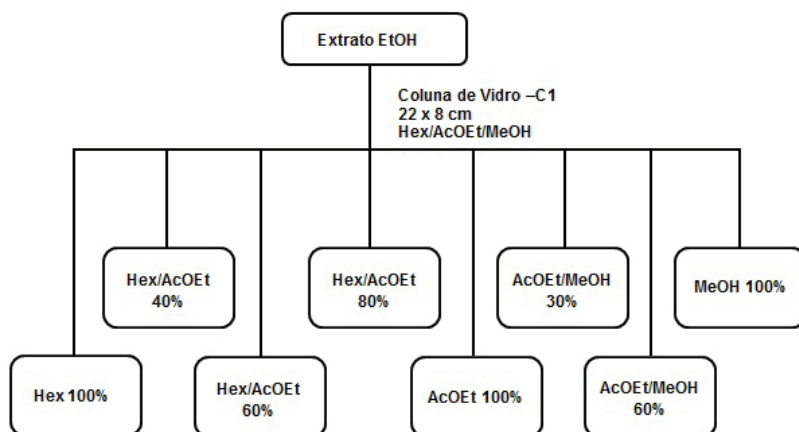 Extrato EtOH
Coluna de Vidro –C1
22 x 8 cm
Hex/AcOEt/MeOH
Hex/AcOEt
40%
Hex/AcOEt
80%
AcOEt/MeOH
30%
MeOH 100%
Hex 100%
Hex/AcOEt
60%
AcOEt 100%
AcOEt/MeOH
60%